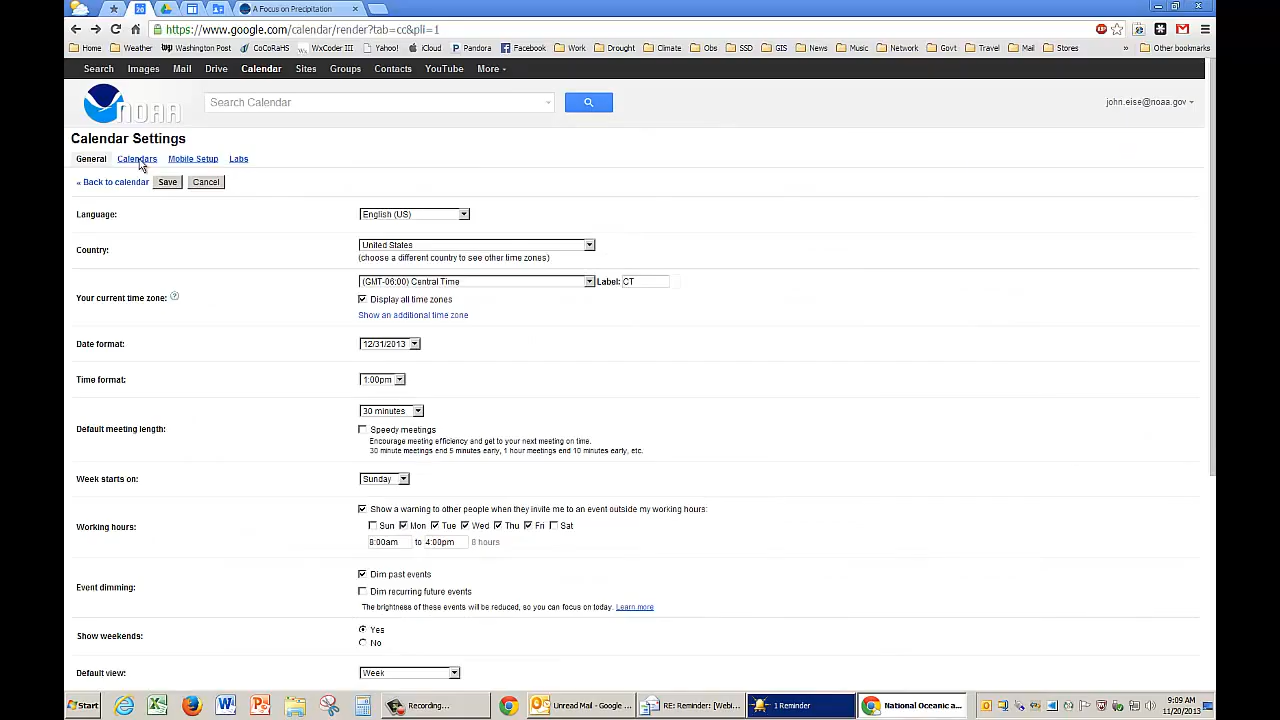 20
A Focus on Precipitation
https://www.google.com/calendar/render?tab=cc&pli=1
Home Weather Washington Post CoCoRaHS WxCoder III Yahoo iCloud Pandora Facebook Work Drought Climate Obs SSD GIS News Music Network Govt Travel Mail Stores » Other bookmarks
Search Images Mail Drive Calendar Sites Groups Contacts YouTube More
NOAA
Search Calendar
john.eise@noaa.gov
Calendar Settings
General Calendars Mobile Setup Labs
« Back to calendar Save Cancel
Language: English (US)
Country: United States
(choose a different country to see other time zones)
Your current time zone: ? (GMT-06:00) Central Time Label: CT
Display all time zones
Show an additional time zone
Date format: 12/31/2013
Time format: 1:00pm
Default meeting length: 30 minutes
Speedy meetings
Encourage meeting efficiency and get to your next meeting on time.
30 minute meetings end 5 minutes early, 1 hour meetings end 10 minutes early, etc.
Week starts on: Sunday
Working hours: Show a warning to other people when they invite me to an event outside my working hours:
Sun Mon Tue Wed Thu Fri Sat
8:00am to 4:00pm 8 hours
Event dimming: Dim past events
Dim recurring future events
The brightness of these events will be reduced, so you can focus on today. Learn more
Show weekends: Yes
No
Default view: Week
Start Recording... Unread Mail - Google ... RE: Reminder: [Webi... 1 Reminder National Oceanic a...
9:09 AM
11/20/2013